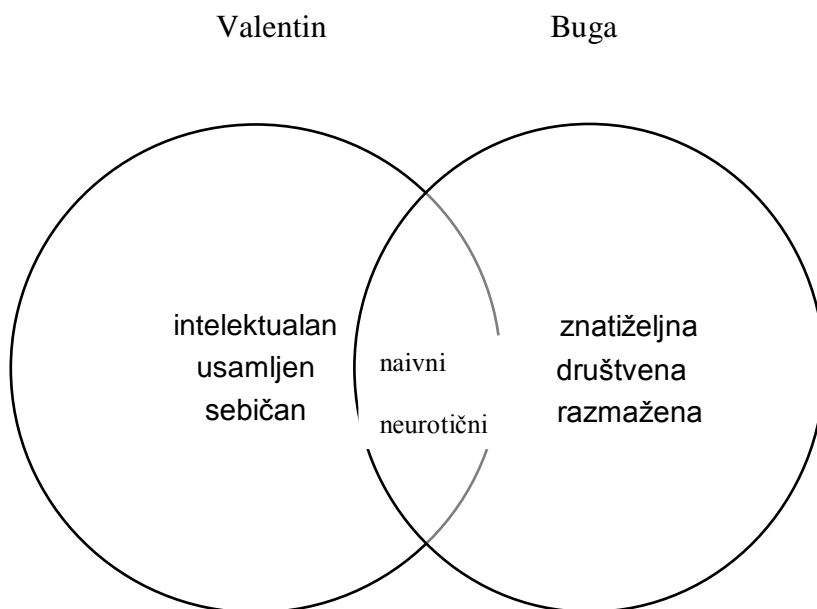 Valentin
Buga
intelektualan
usamljen
sebičan
naivni
neurotični
znatiželjna
društvena
razmažena